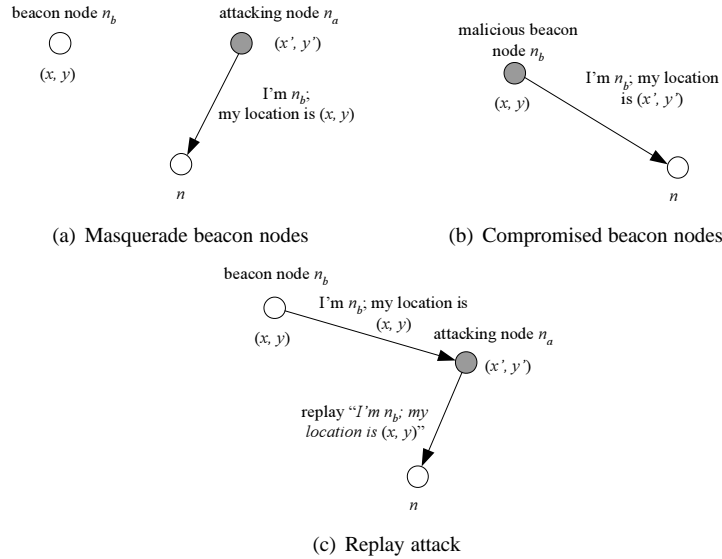 beacon node n_b
attacking node n_a
(x, y)
(x’, y’)
I’m n_b;
my location is (x, y)
n
(a) Masquerade beacon nodes
malicious beacon
node n_b
(x, y)
I’m n_b; my location
is (x’, y’)
n
(b) Compromised beacon nodes
beacon node n_b
(x, y)
I’m n_b; my location is
(x, y)
attacking node n_a
(x’, y’)
replay “I’m n_b; my
location is (x, y)”
n
(c) Replay attack